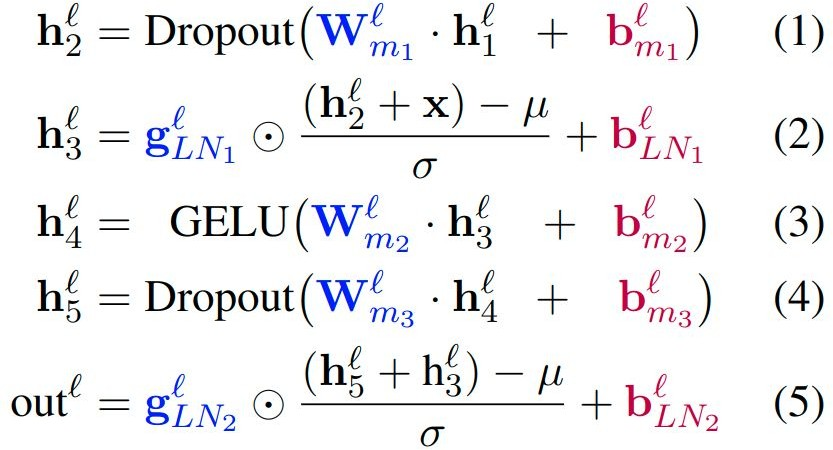 h₂^ℓ = Dropout(W_{m₁}^ℓ · h₁^ℓ + b_{m₁}^ℓ) (1)
h₃^ℓ = g_{LN₁}^ℓ ⊙ \frac{(h₂^ℓ + x) − μ}{σ} + b_{LN₁}^ℓ (2)
h₄^ℓ = GELU(W_{m₂}^ℓ · h₃^ℓ + b_{m₂}^ℓ) (3)
h₅^ℓ = Dropout(W_{m₃}^ℓ · h₄^ℓ + b_{m₃}^ℓ) (4)
out^ℓ = g_{LN₂}^ℓ ⊙ \frac{(h₅^ℓ + h₃^ℓ) − μ}{σ} + b_{LN₂}^ℓ (5)